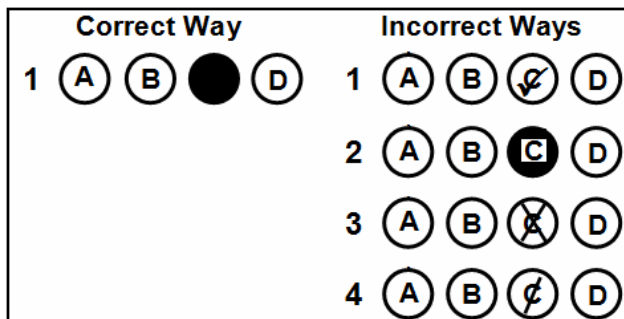 Correct Way
1 A B D
Incorrect Ways
1 A B C D
2 A B C D
3 A B C D
4 A B C D